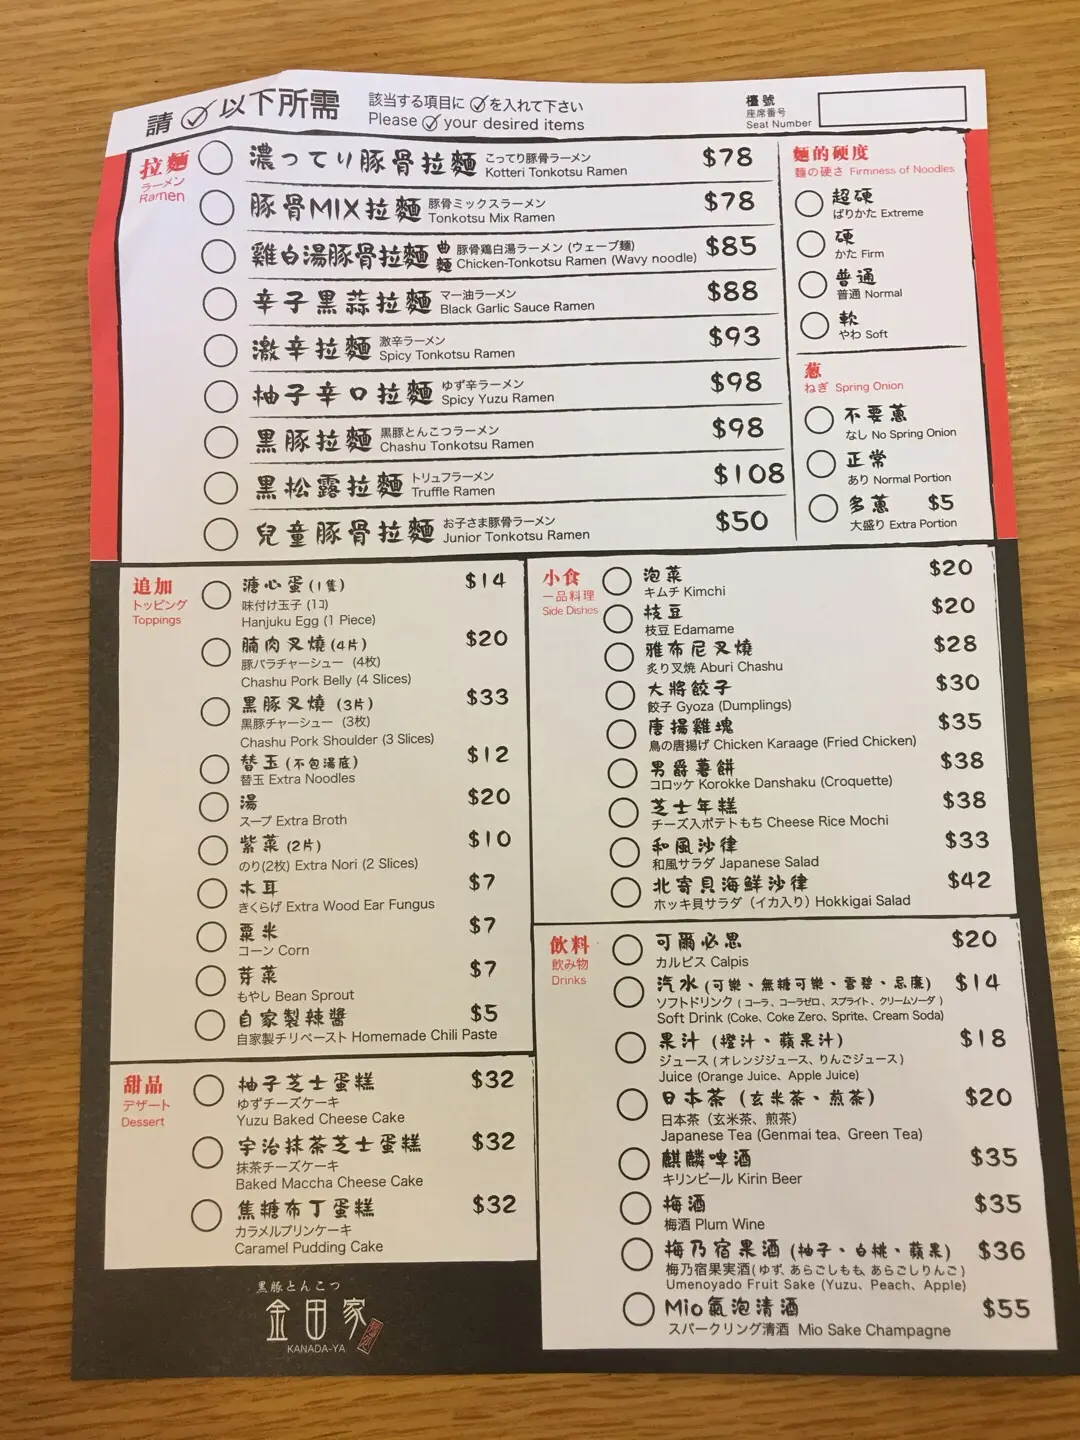 請 以下所需
該当する項目に を入れて下さい
Please your desired items
檯號
座席番号
Seat Number
拉麵
ラーメン
Ramen
濃ってり豚骨拉麵 こってり豚骨ラーメン $78
Kotteri Tonkotsu Ramen
豚骨MIX拉麵 豚骨ミックスラーメン $78
Tonkotsu Mix Ramen
雞白湯豚骨拉麵 曲麵 豚骨鶏白湯ラーメン (ウェーブ麵) $85
Chicken-Tonkotsu Ramen (Wavy noodle)
辛子黒蒜拉麵 マー油ラーメン $88
Black Garlic Sauce Ramen
激辛拉麵 激辛ラーメン $93
Spicy Tonkotsu Ramen
柚子辛口拉麵 ゆず辛ラーメン $98
Spicy Yuzu Ramen
黒豚拉麵 黒豚とんこつラーメン $98
Chashu Tonkotsu Ramen
黒松露拉麵 トリュフラーメン $108
Truffle Ramen
兒童豚骨拉麵 お子さま豚骨ラーメン $50
Junior Tonkotsu Ramen
麵的硬度
麵の硬さ Firmness of Noodles
超硬
ばりかた Extreme
硬
かた Firm
普通
普通 Normal
軟
やわ Soft
葱
ねぎ Spring Onion
不要蔥
なし No Spring Onion
正常
あり Normal Portion
多蔥 $5
大盛り Extra Portion
追加
トッピング
Toppings
溏心蛋 (1隻) $14
味付け玉子 (1コ)
Hanjuku Egg (1 Piece)
腩肉叉燒 (4片) $20
豚バラチャーシュー (4枚)
Chashu Pork Belly (4 Slices)
黒豚叉燒 (3片) $33
黒豚チャーシュー (3枚)
Chashu Pork Shoulder (3 Slices)
替玉 (不包湯底) $12
替玉 Extra Noodles
湯 $20
スープ Extra Broth
紫菜 (2片) $10
のり(2枚) Extra Nori (2 Slices)
木耳 $7
きくらげ Extra Wood Ear Fungus
粟米 $7
コーン Corn
芽菜 $7
もやし Bean Sprout
自家製辣醬 $5
自家製チリペースト Homemade Chili Paste
甜品
デザート
Dessert
柚子芝士蛋糕 $32
ゆずチーズケーキ
Yuzu Baked Cheese Cake
宇治抹茶芝士蛋糕 $32
抹茶チーズケーキ
Baked Maccha Cheese Cake
焦糖布丁蛋糕 $32
カラメルプリンケーキ
Caramel Pudding Cake
小食
一品料理
Side Dishes
泡菜 $20
キムチ Kimchi
枝豆 $20
枝豆 Edamame
雅布尼叉燒 $28
炙り叉焼 Aburi Chashu
大將餃子 $30
餃子 Gyoza (Dumplings)
唐揚雞塊 $35
鳥の唐揚げ Chicken Karaage (Fried Chicken)
男爵薯餅 $38
コロッケ Korokke Danshaku (Croquette)
芝士年糕 $38
チーズ入ポテトもち Cheese Rice Mochi
和風沙律 $33
和風サラダ Japanese Salad
北寄貝海鮮沙律 $42
ホッキ貝サラダ (イカ入り) Hokkigai Salad
飲料
飲み物
Drinks
可爾必思 $20
カルピス Calpis
汽水 (可樂、無糖可樂、雪碧、忌廉) $14
ソフトドリンク (コーラ、コーラゼロ、スプライト、クリームソーダ)
Soft Drink (Coke、Coke Zero、Sprite、Cream Soda)
果汁 (橙汁、蘋果汁) $18
ジュース (オレンジジュース、りんごジュース)
Juice (Orange Juice、Apple Juice)
日本茶 (玄米茶、煎茶) $20
日本茶 (玄米茶、煎茶)
Japanese Tea (Genmai tea、Green Tea)
麒麟啤酒 $35
キリンビール Kirin Beer
梅酒 $35
梅酒 Plum Wine
梅乃宿果酒 (柚子、白桃、蘋果) $36
梅乃宿果実酒(ゆず、あらごしもも、あらごしりんご)
Umenoyado Fruit Sake (Yuzu、Peach、Apple)
Mio氣泡清酒 $55
スパークリング清酒 Mio Sake Champagne
黒豚とんこつ
金田家
KANADA-YA